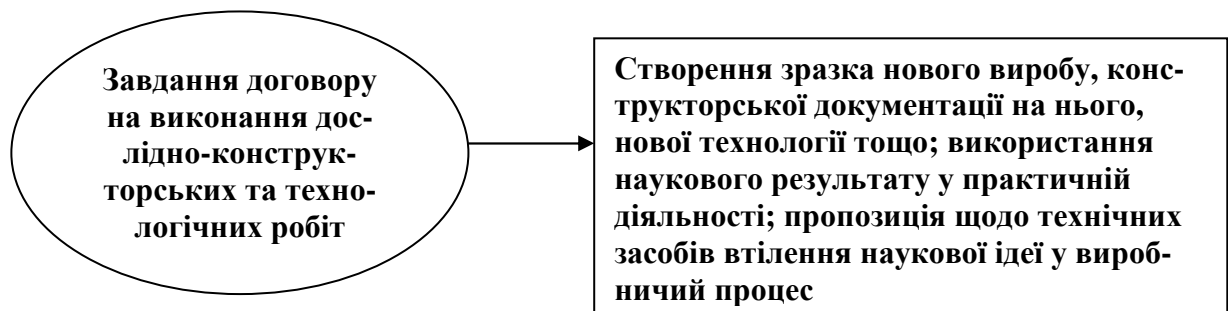 Завдання договору
на виконання дос-
лідно-конструк-
торських та техно-
логічних робіт
Створення зразка нового виробу, конс-
трукторської документації на нього,
нової технології тощо; використання
наукового результату у практичній
діяльності; пропозиція щодо технічних
засобів втілення наукової ідеї у вироб-
ничий процес